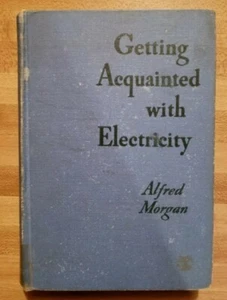 Getting
Acquainted
with
Electricity
Alfred
Morgan